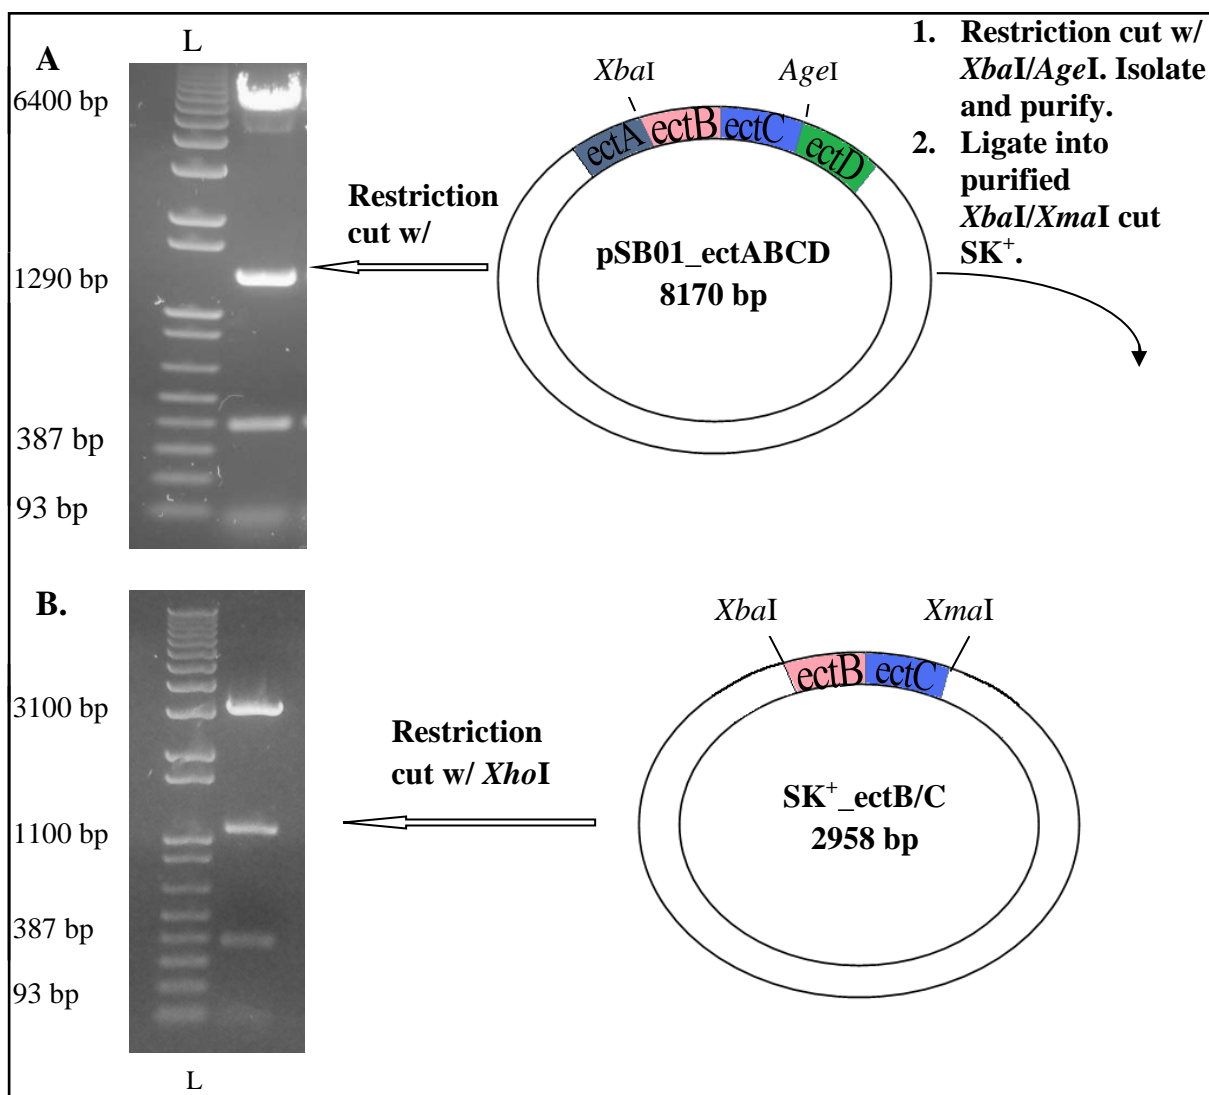 A
L
6400 bp
1290 bp
387 bp
93 bp
Restriction
cut w/
XbaI
AgeI
ectA
ectB
ectC
ectD
pSB01_ectABCD
8170 bp
1. Restriction cut w/
XbaI/AgeI. Isolate
and purify.
2. Ligate into
purified
XbaI/XmaI cut
SK⁺.
B.
3100 bp
1100 bp
387 bp
93 bp
L
Restriction
cut w/ XhoI
XbaI
XmaI
ectB
ectC
SK⁺_ectB/C
2958 bp